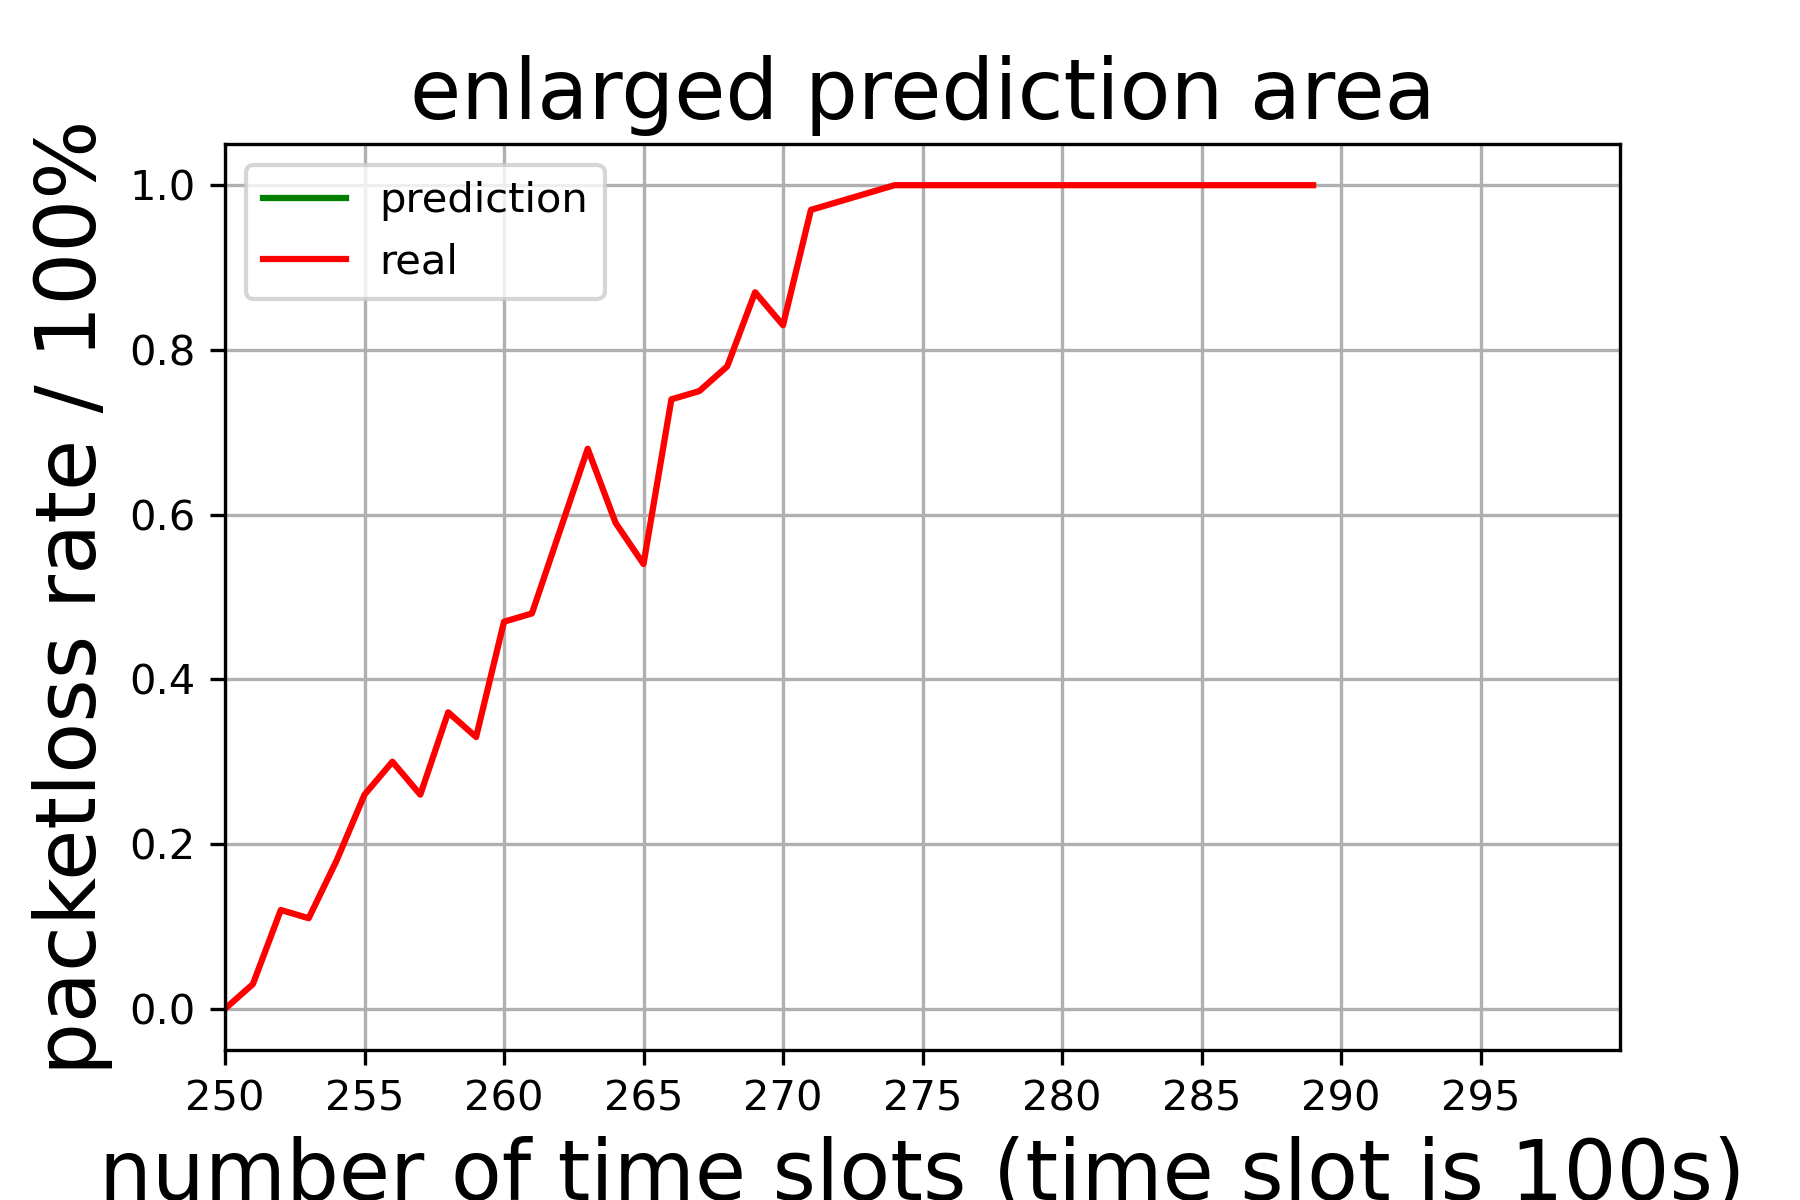 enlarged prediction area
packetloss rate / 100%
prediction
real
1.0
0.8
0.6
0.4
0.2
0.0
250 255 260 265 270 275 280 285 290 295
number of time slots (time slot is 100s)